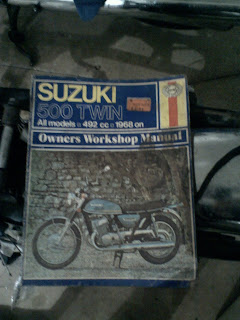 SUZUKI
500 TWIN
All models ■ 492 cc ■ 1968 on
Owners Workshop Manual